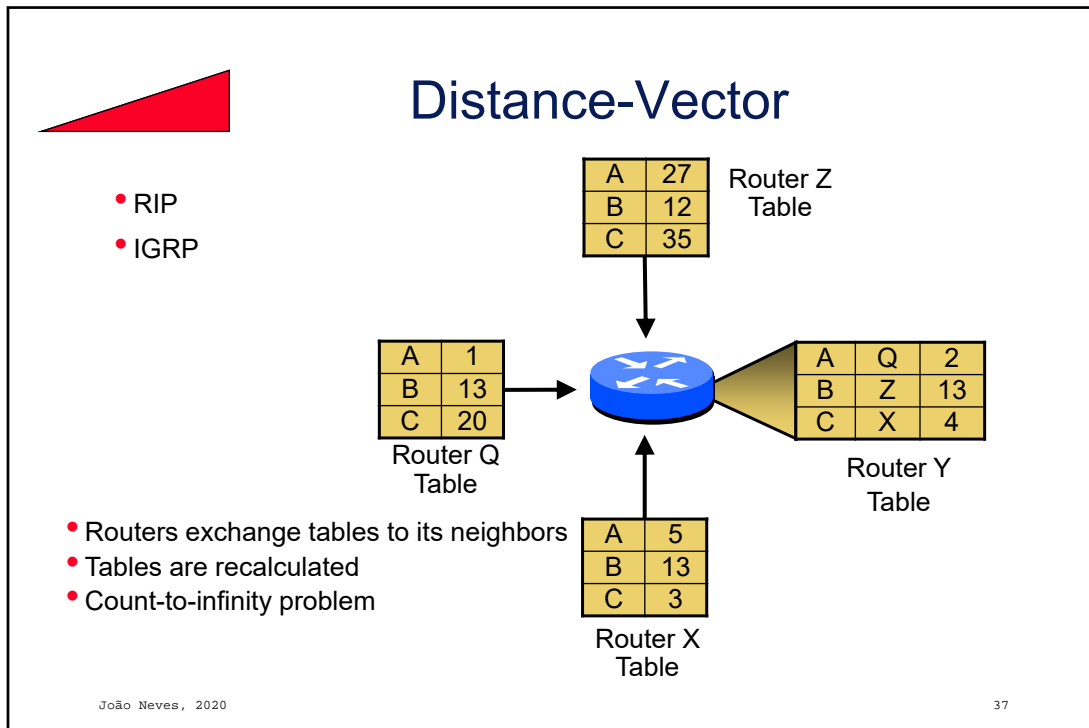 Distance-Vector
• RIP
• IGRP
A 27
B 12
C 35
Router Z
Table
A 1
B 13
C 20
Router Q
Table
A Q 2
B Z 13
C X 4
Router Y
Table
• Routers exchange tables to its neighbors
• Tables are recalculated
• Count-to-infinity problem
A 5
B 13
C 3
Router X
Table
João Neves, 2020
37